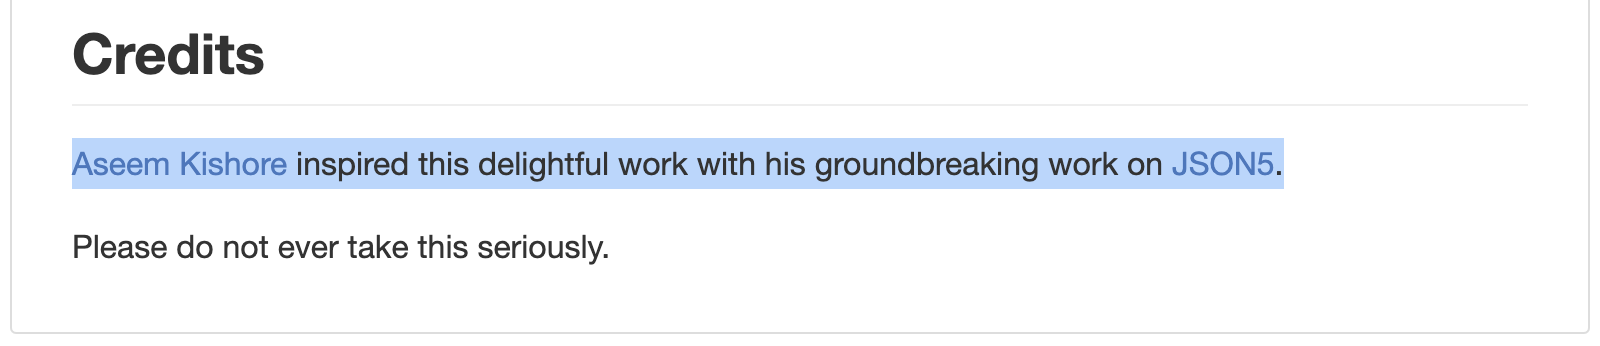 Credits
Aseem Kishore inspired this delightful work with his groundbreaking work on JSON5.
Please do not ever take this seriously.